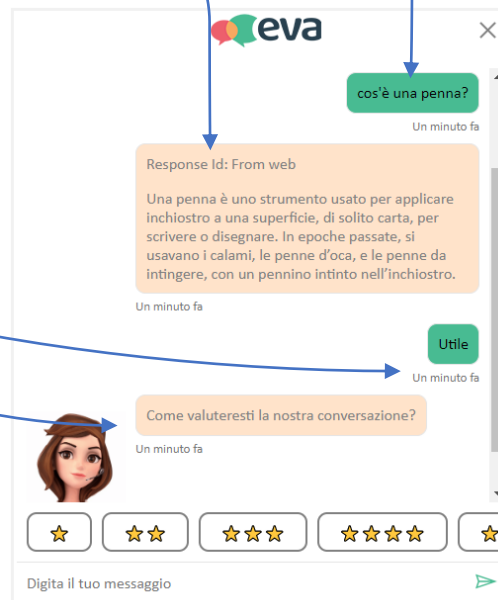 eva
cos'è una penna?
Un minuto fa
Response Id: From web
Una penna è uno strumento usato per applicare
inchiostro a una superficie, di solito carta, per
scrivere o disegnare. In epoche passate, si
usavano i calami, le penne d’oca, e le penne da
intingere, con un pennino intinto nell’inchiostro.
Un minuto fa
Utile
Un minuto fa
Come valuteresti la nostra conversazione?
Un minuto fa
Digita il tuo messaggio